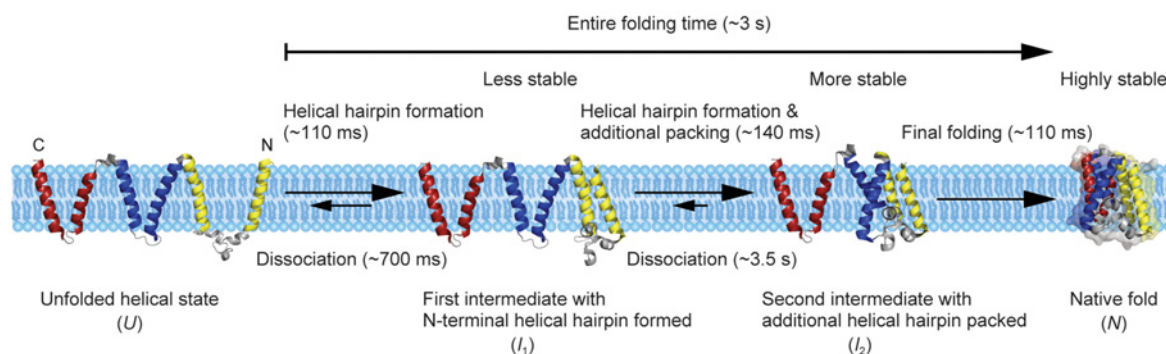 Entire folding time (~3 s)
Less stable
More stable
Highly stable
Helical hairpin formation
(~110 ms)
Helical hairpin formation &
additional packing (~140 ms)
Final folding (~110 ms)
C
N
Dissociation (~700 ms)
Dissociation (~3.5 s)
Unfolded helical state
(U)
First intermediate with
N-terminal helical hairpin formed
(I₁)
Second intermediate with
additional helical hairpin packed
(I₂)
Native fold
(N)